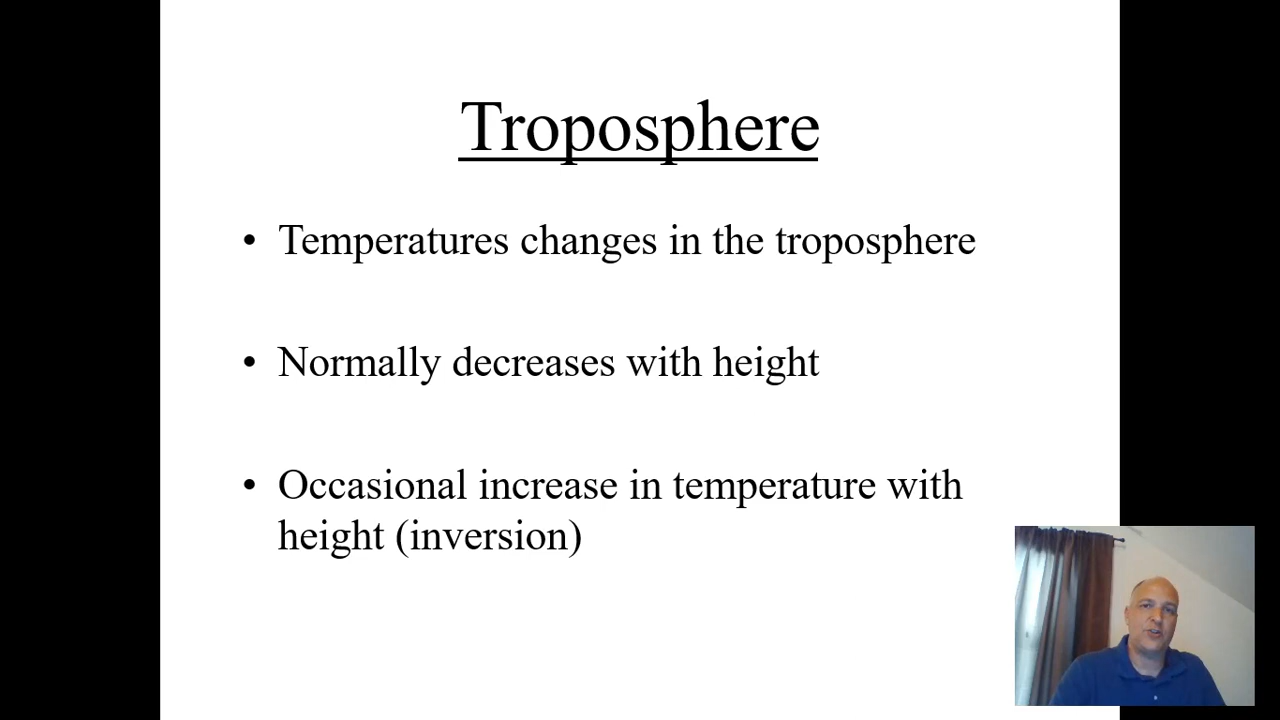 Troposphere
• Temperatures changes in the troposphere
• Normally decreases with height
• Occasional increase in temperature with
height (inversion)